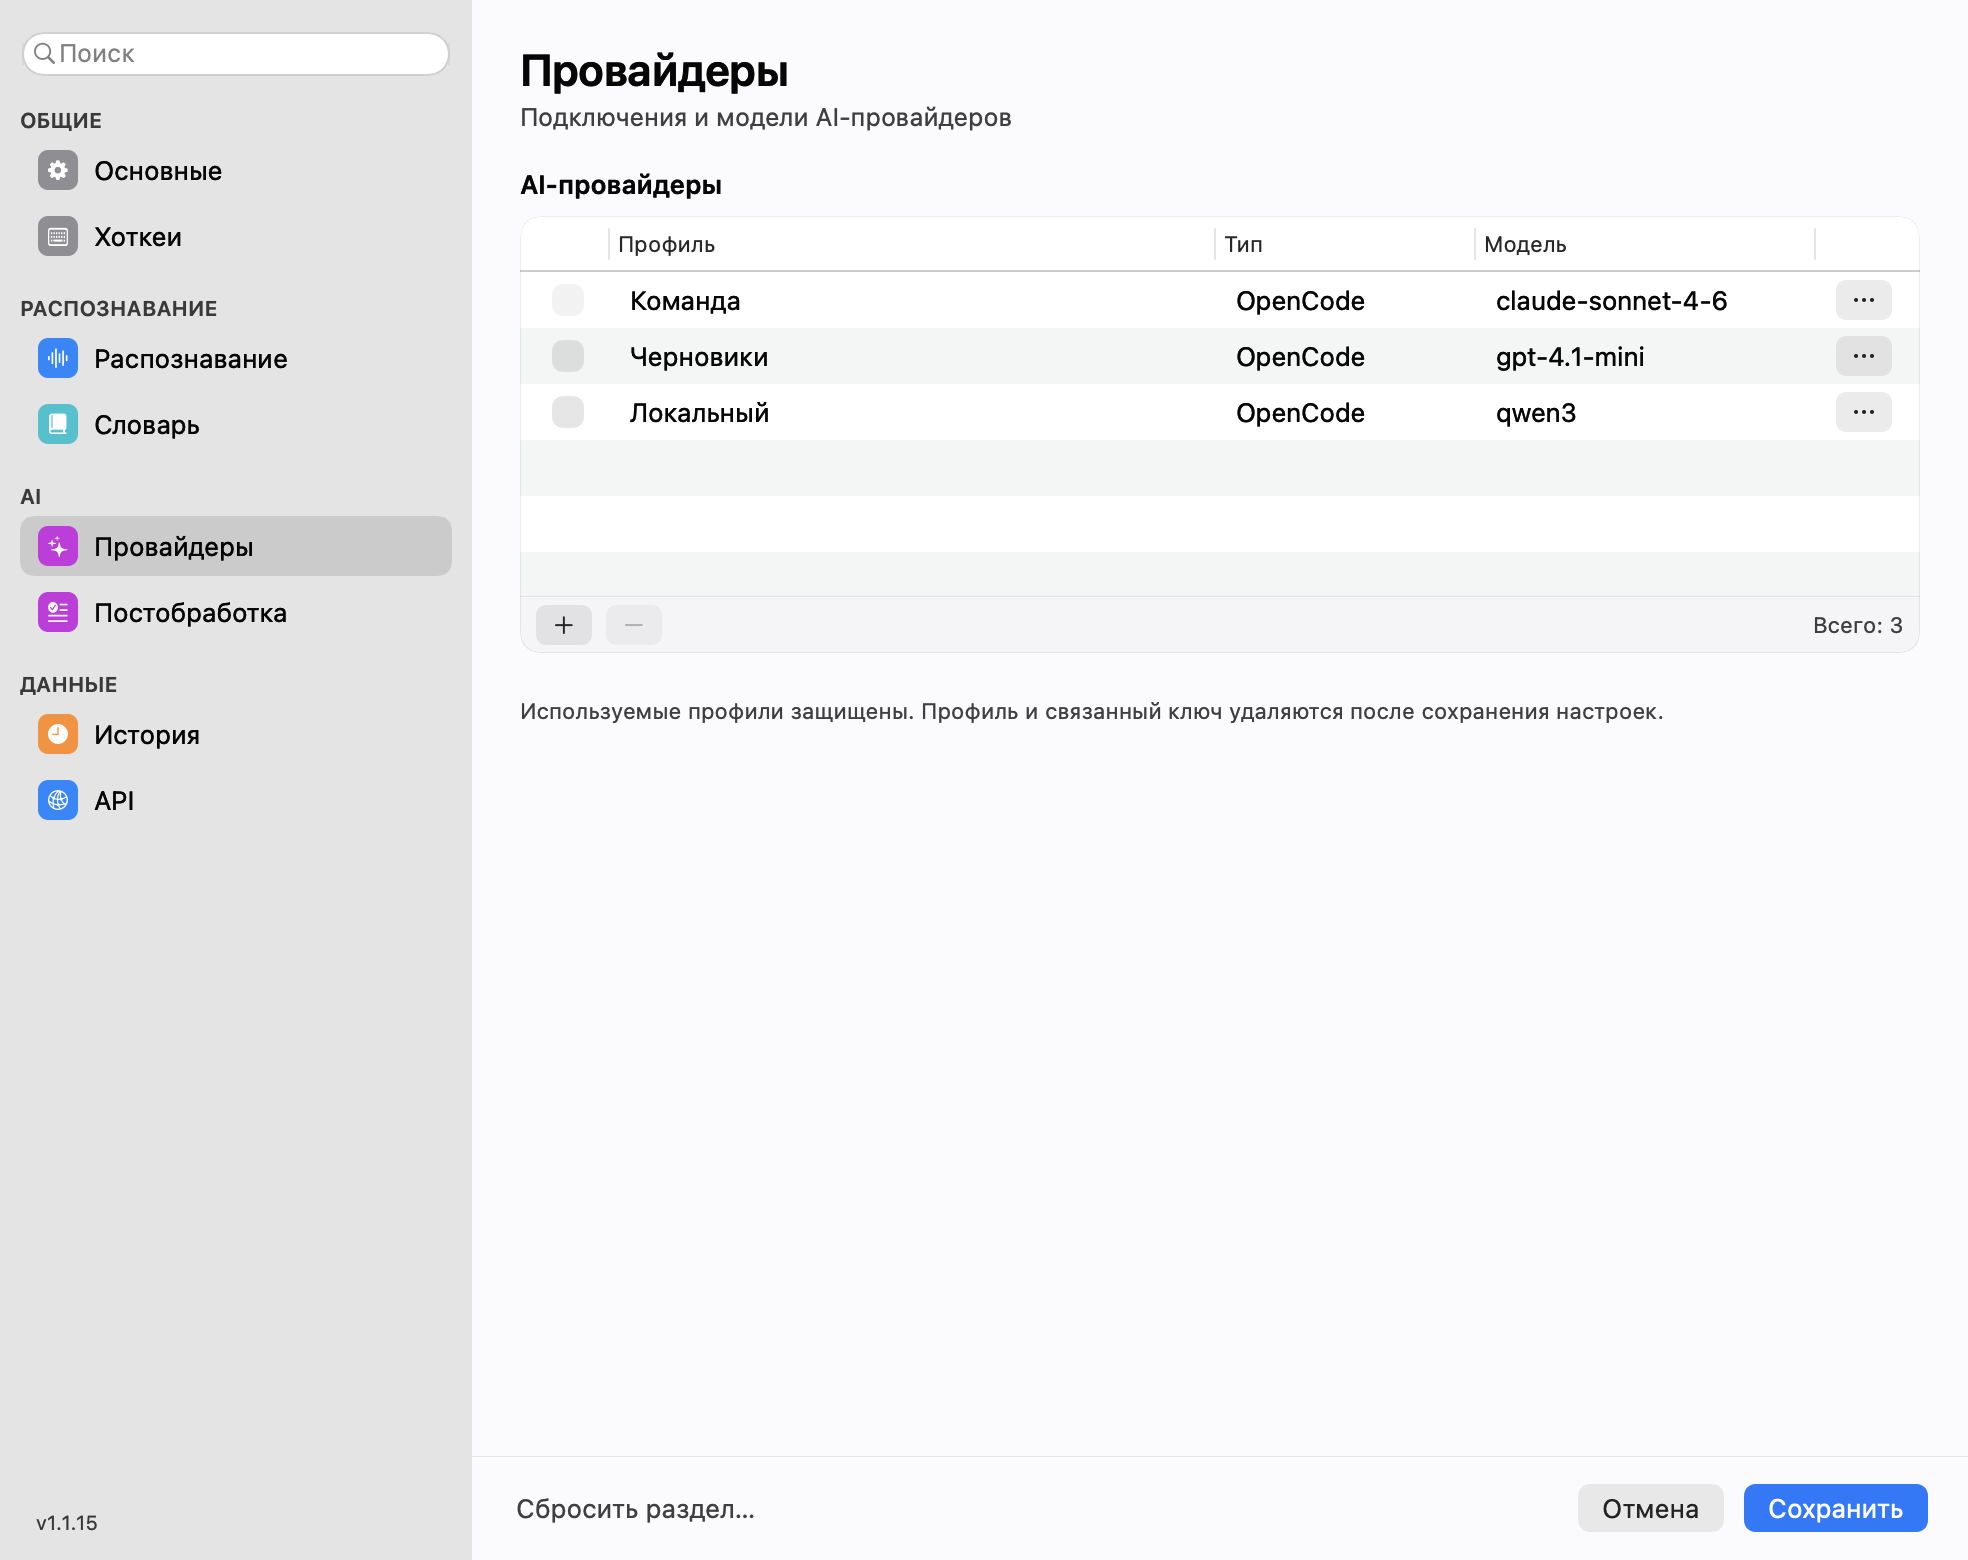 Поиск
ОБЩИЕ
Основные
Хоткеи
РАСПОЗНАВАНИЕ
Распознавание
Словарь
AI
Провайдеры
Постобработка
ДАННЫЕ
История
API
v1.1.15
Провайдеры
Подключения и модели AI-провайдеров
AI-провайдеры
Профиль Тип Модель
Команда OpenCode claude-sonnet-4-6
Черновики OpenCode gpt-4.1-mini
Локальный OpenCode qwen3
Всего: 3
Используемые профили защищены. Профиль и связанный ключ удаляются после сохранения настроек.
Сбросить раздел... Отмена Сохранить